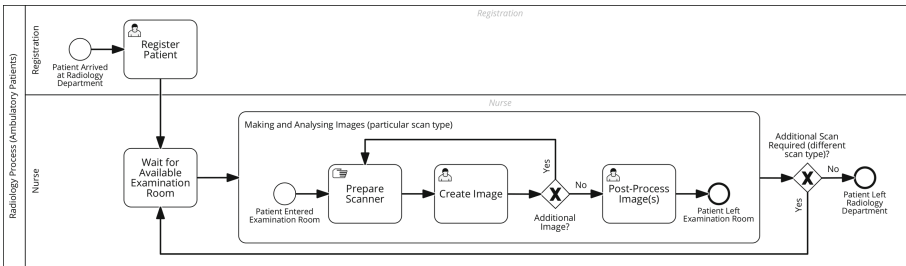 Radiology Process (Ambulatory Patients)
Registration
Registration
Register
Patient
Patient Arrived
at Radiology
Department
Nurse
Nurse
Wait for
Available
Examination
Room
Making and Analysing Images (particular scan type)
Patient Entered
Examination Room
Prepare
Scanner
Create Image
Yes
No
Additional
Image?
Post-Process
Image(s)
Patient Left
Examination Room
Additional Scan
Required (different
scan type)?
No
Yes
Patient Left
Radiology
Department